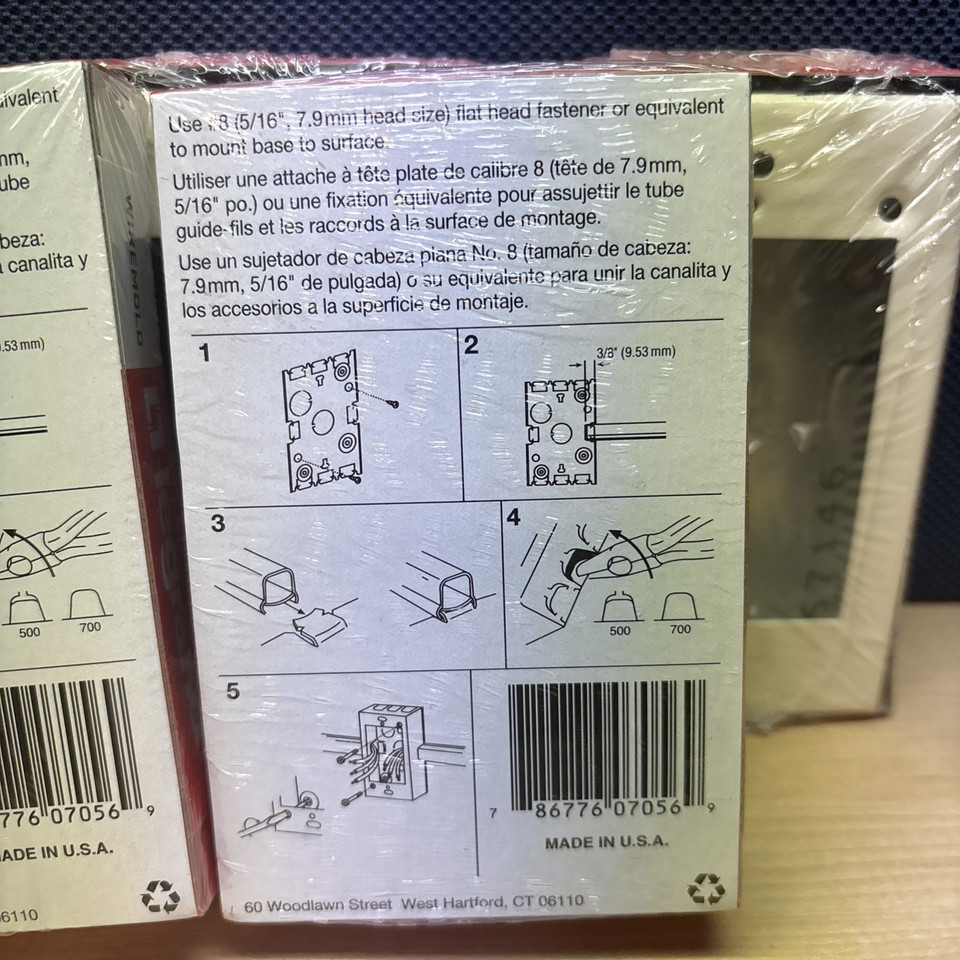 uivalent
nm,
ube
beza:
a canalita y
.53 mm)
500 700
776 07056 9
ADE IN U.S.A.
06110
WIREMOLD
Use #8 (5/16", 7.9mm head size) flat head fastener or equivalent
to mount base to surface.
Utiliser une attache à tête plate de calibre 8 (tête de 7.9mm,
5/16" po.) ou une fixation équivalente pour assujettir le tube
guide-fils et les raccords à la surface de montage.
Use un sujetador de cabeza plana No. 8 (tamaño de cabeza:
7.9mm, 5/16" de pulgada) o su equivalente para unir la canalita y
los accesorios a la superficie de montaje.
1
2
3/8" (9.53 mm)
3
4
500 700
5
7 86776 07056 9
MADE IN U.S.A.
60 Woodlawn Street West Hartford, CT 06110